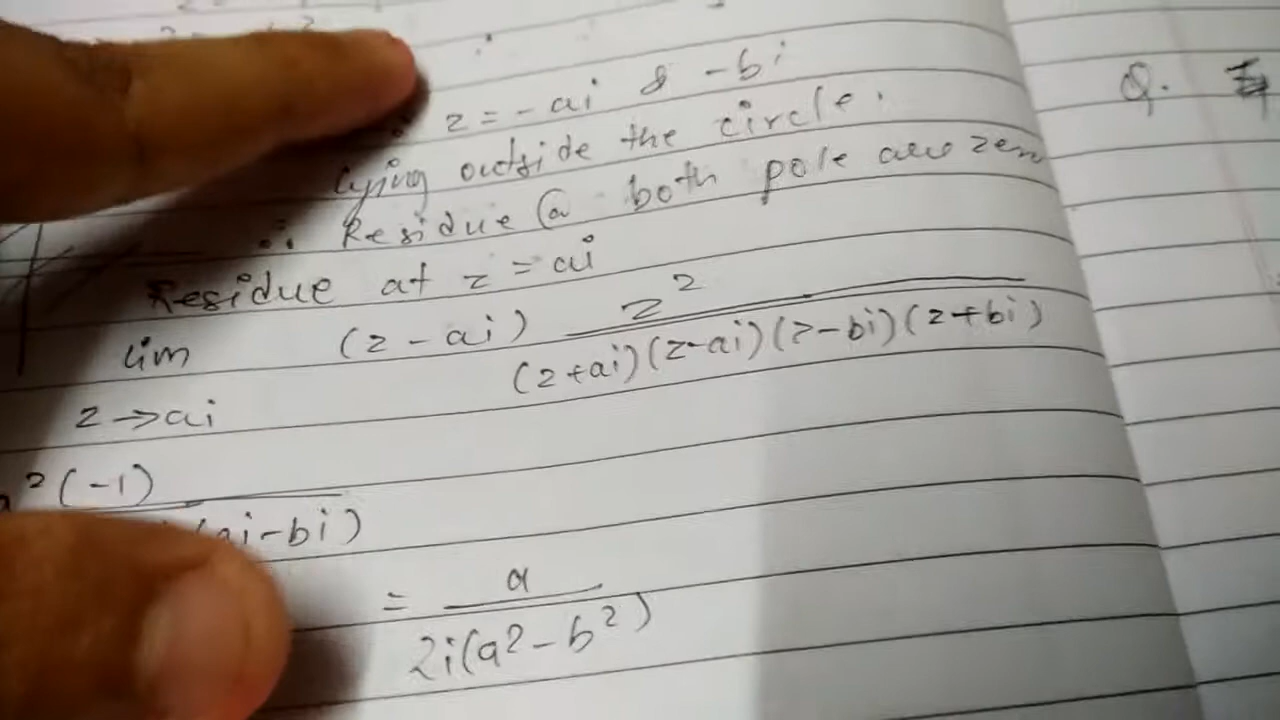 z = -ai & -bi
Lying outside the circle.
∴ Residue @ both pole are zero
Residue at z = ai
lim (z - ai) z² / (z+ai)(z-ai)(z-bi)(z+bi)
z → ai
²(-1)
(ai-bi)
= a / 2i(a² - b²)
Q.